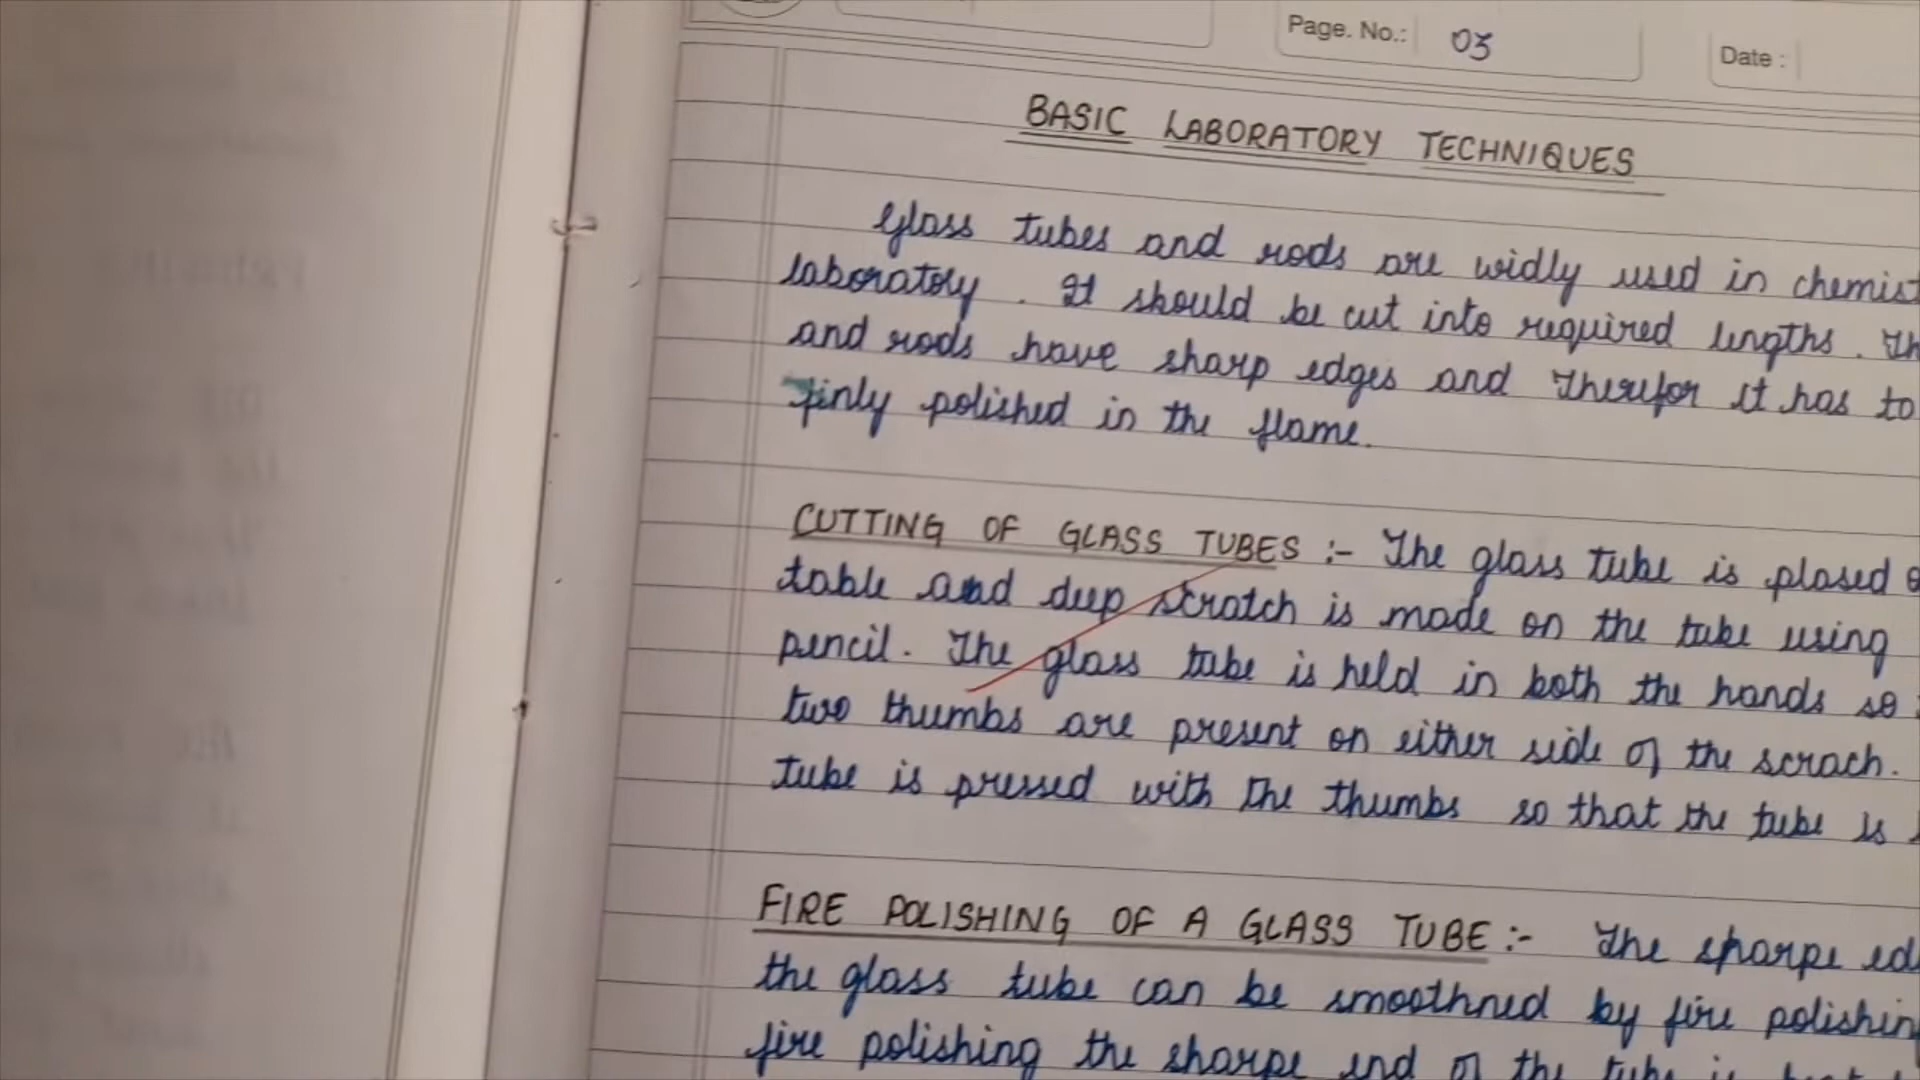 Page. No.: 03
Date :
BASIC LABORATORY TECHNIQUES
Glass tubes and rods are widly used in chemist
laboratory. It should be cut into required lengths. Th
and rods have sharp edges and therefor it has to
finly polished in the flame.
CUTTING OF GLASS TUBES :- The glass tube is plased o
table and deep scratch is made on the tube using
pencil. The glass tube is held in both the hands so
two thumbs are present on either side of the scrach.
tube is pressed with the thumbs so that the tube is
FIRE POLISHING OF A GLASS TUBE :- The sharpe ed
the glass tube can be smoothned by fire polishin
fire polishing the sharpe end of the tube is heat